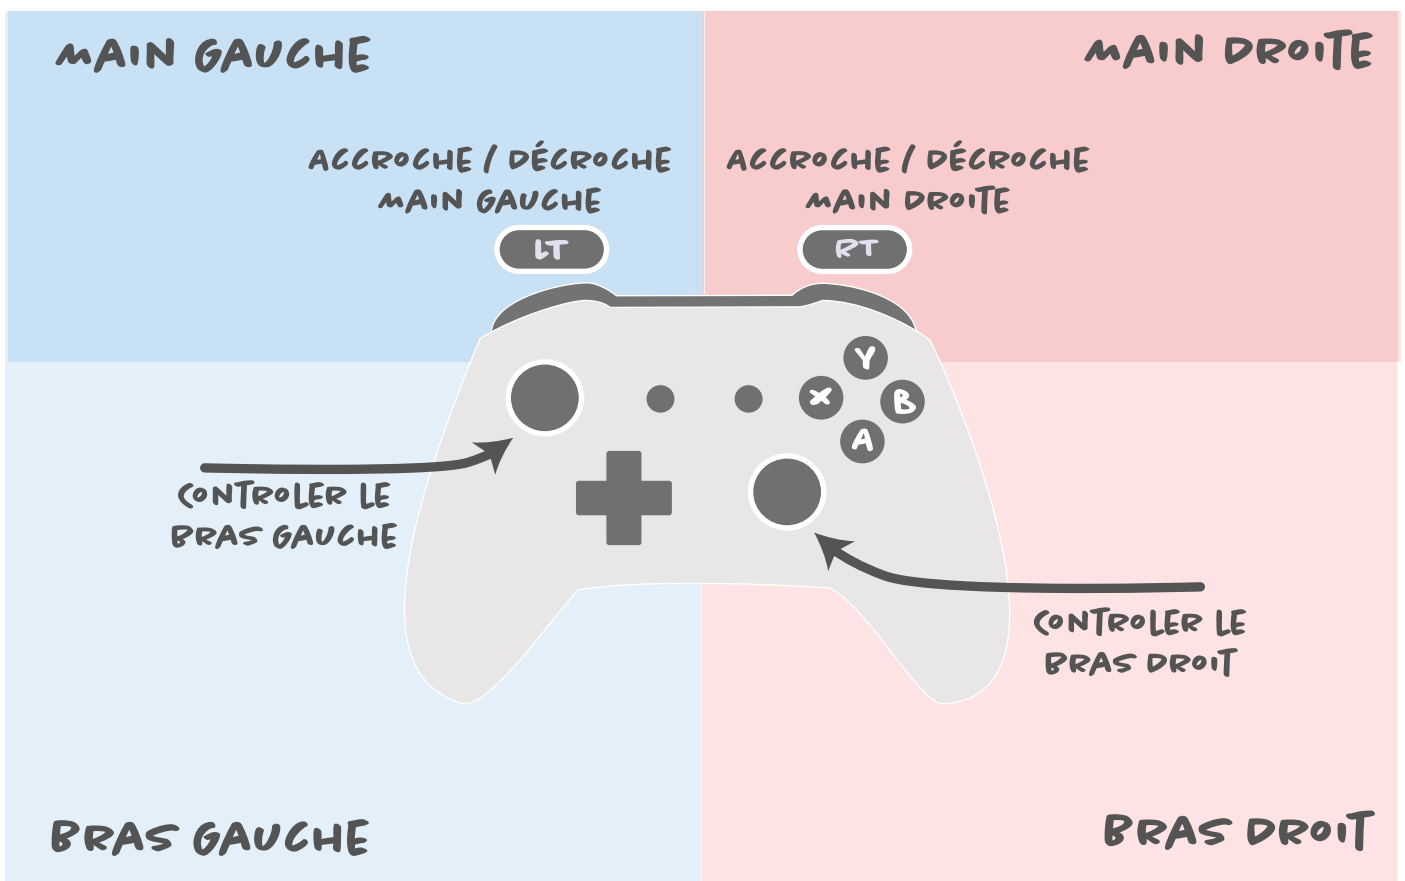 MAIN GAUCHE
MAIN DROITE
ACCROCHE / DÉCROCHE
MAIN GAUCHE
ACCROCHE / DÉCROCHE
MAIN DROITE
LT
RT
Y
X
B
A
CONTROLER LE
BRAS GAUCHE
CONTROLER LE
BRAS DROIT
BRAS GAUCHE
BRAS DROIT